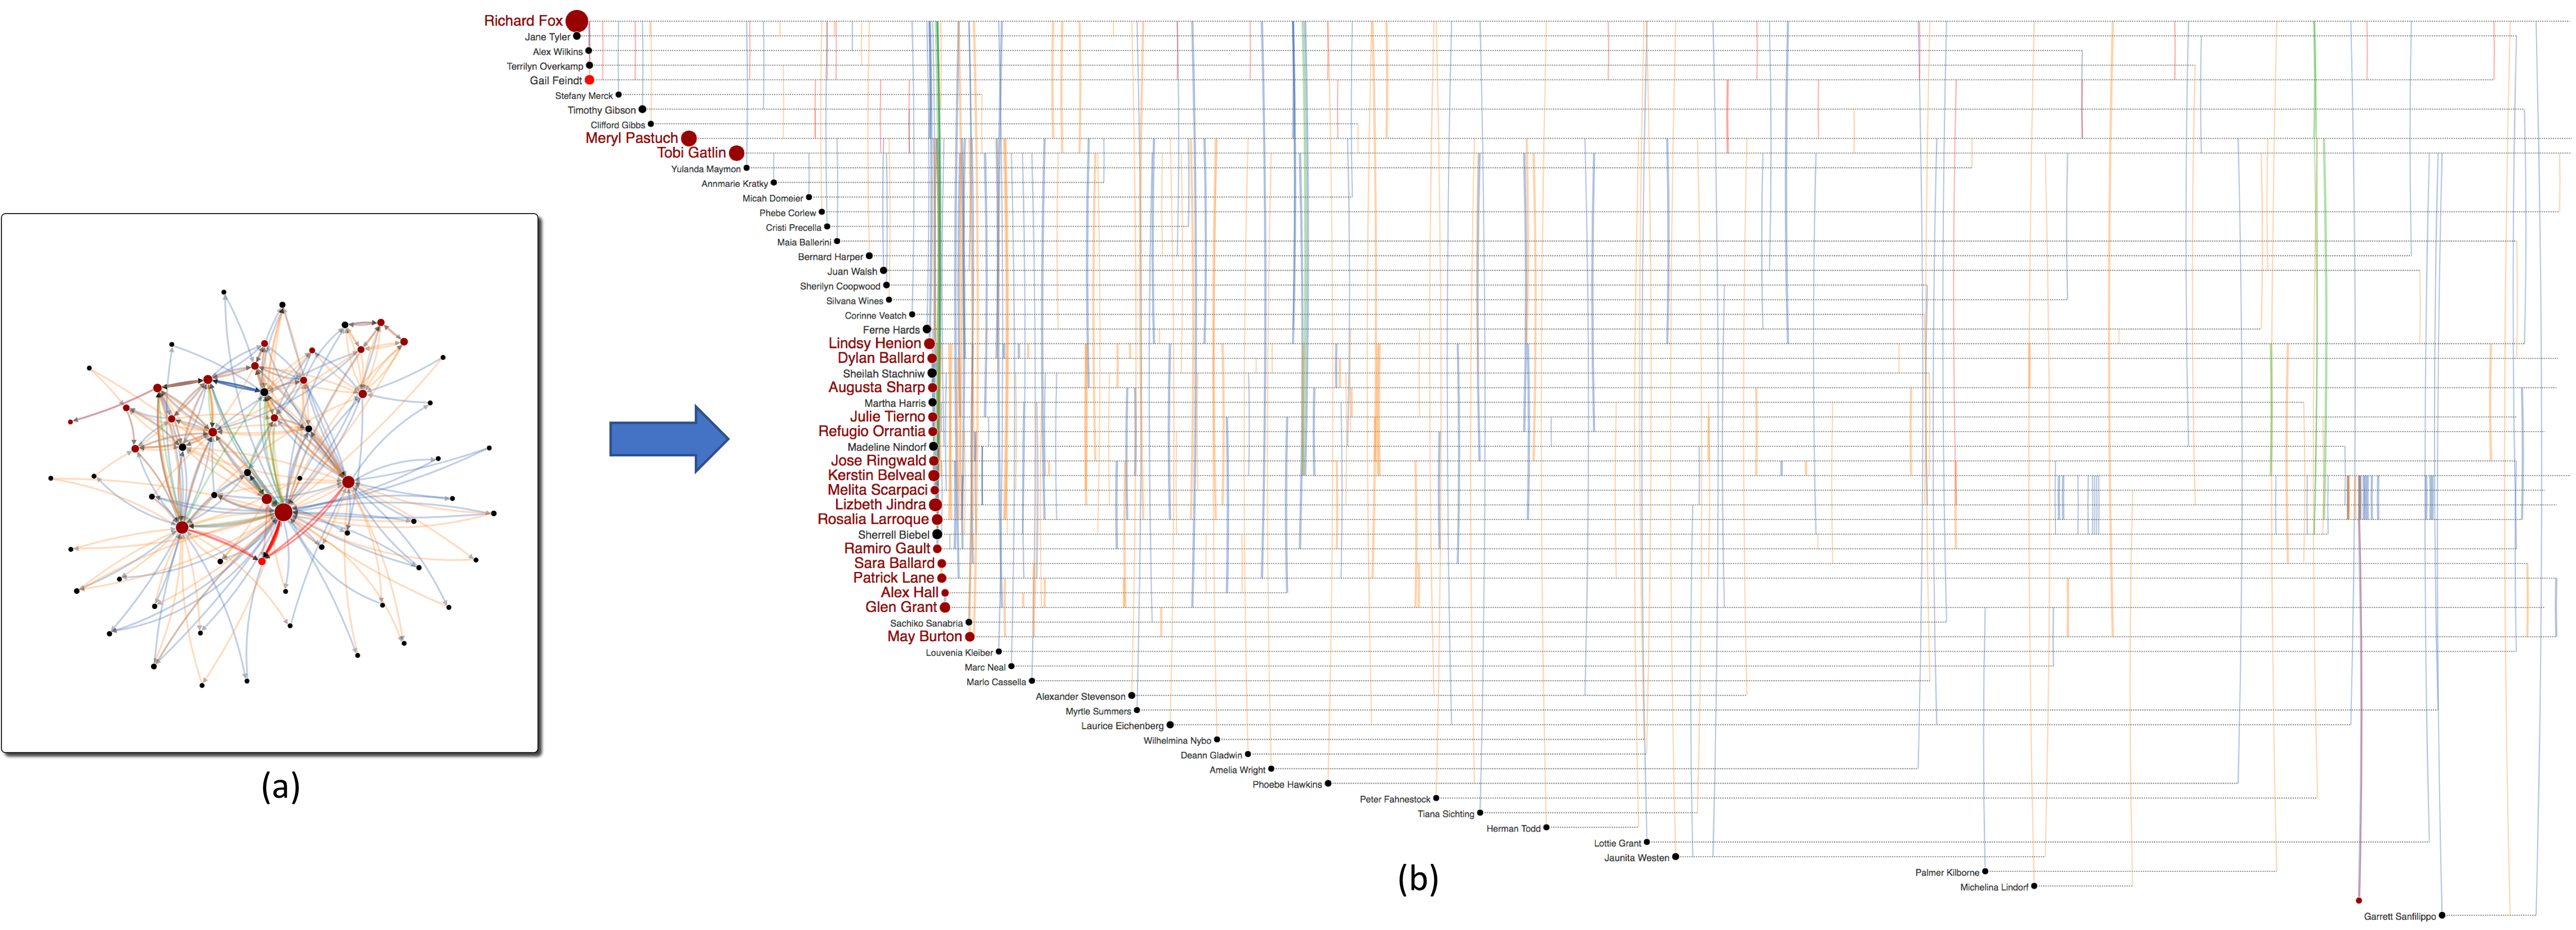 Richard Fox
Jane Tyler
Alex Wilkins
Terrilyn Overkamp
Gail Feindt
Stefany Merck
Timothy Gibson
Clifford Gibbs
Meryl Pastuch
Tobi Gatlin
Yulanda Maymon
Annmarie Kratky
Micah Domeier
Phebe Corlew
Cristi Precella
Maia Ballerini
Bernard Harper
Juan Walsh
Sherilyn Coopwood
Silvana Wines
Corinne Veatch
Ferne Hards
Lindsy Henion
Dylan Ballard
Sheilah Stachniw
Augusta Sharp
Martha Harris
Julie Tierno
Refugio Orrantia
Madeline Nindorf
Jose Ringwald
Kerstin Belveal
Melita Scarpaci
Lizbeth Jindra
Rosalia Larroque
Sherrell Biebel
Ramiro Gault
Sara Ballard
Patrick Lane
Alex Hall
Glen Grant
Sachiko Sanabria
May Burton
Louvenia Kleiber
Marc Neal
Marlo Cassella
Alexander Stevenson
Myrtle Summers
Laurice Eichenberg
Wilhelmina Nybo
Deann Gladwin
Amelia Wright
Phoebe Hawkins
Peter Fahnestock
Tiana Sichting
Herman Todd
Lottie Grant
Jaunita Westen
Palmer Kilborne
Michelina Lindorf
Garrett Sanfilippo
(a)
(b)